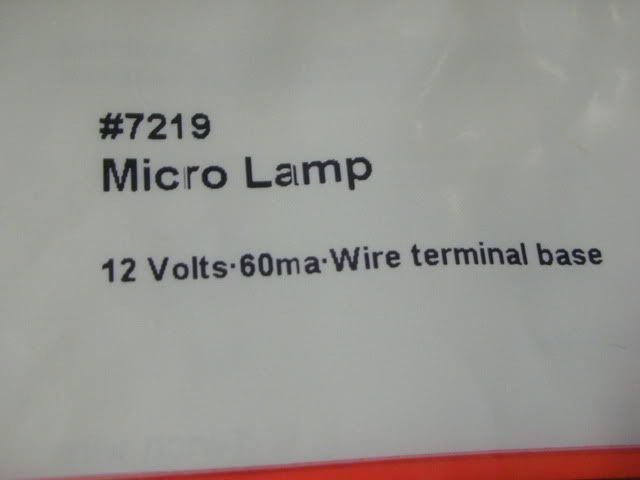 #7219
Micro Lamp
12 Volts·60ma·Wire terminal base